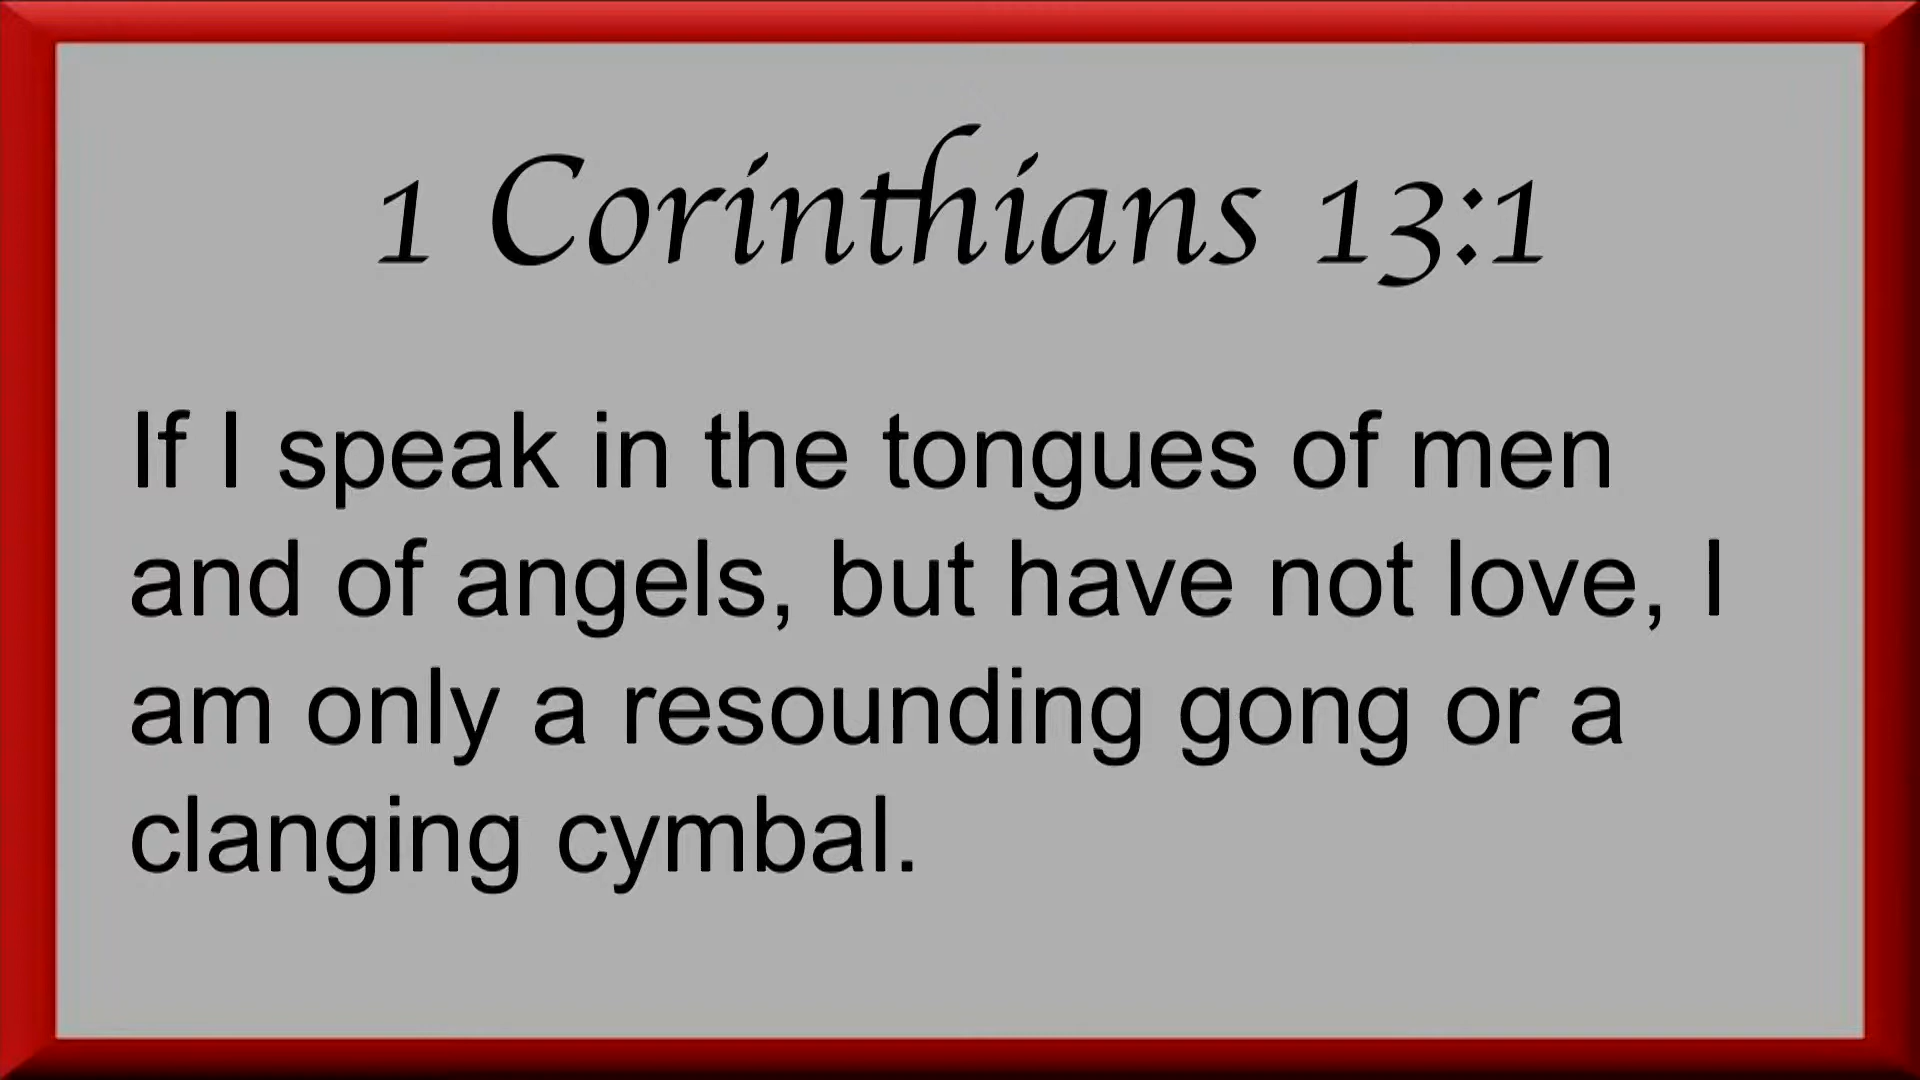 1 Corinthians 13:1
If I speak in the tongues of men
and of angels, but have not love, I
am only a resounding gong or a
clanging cymbal.